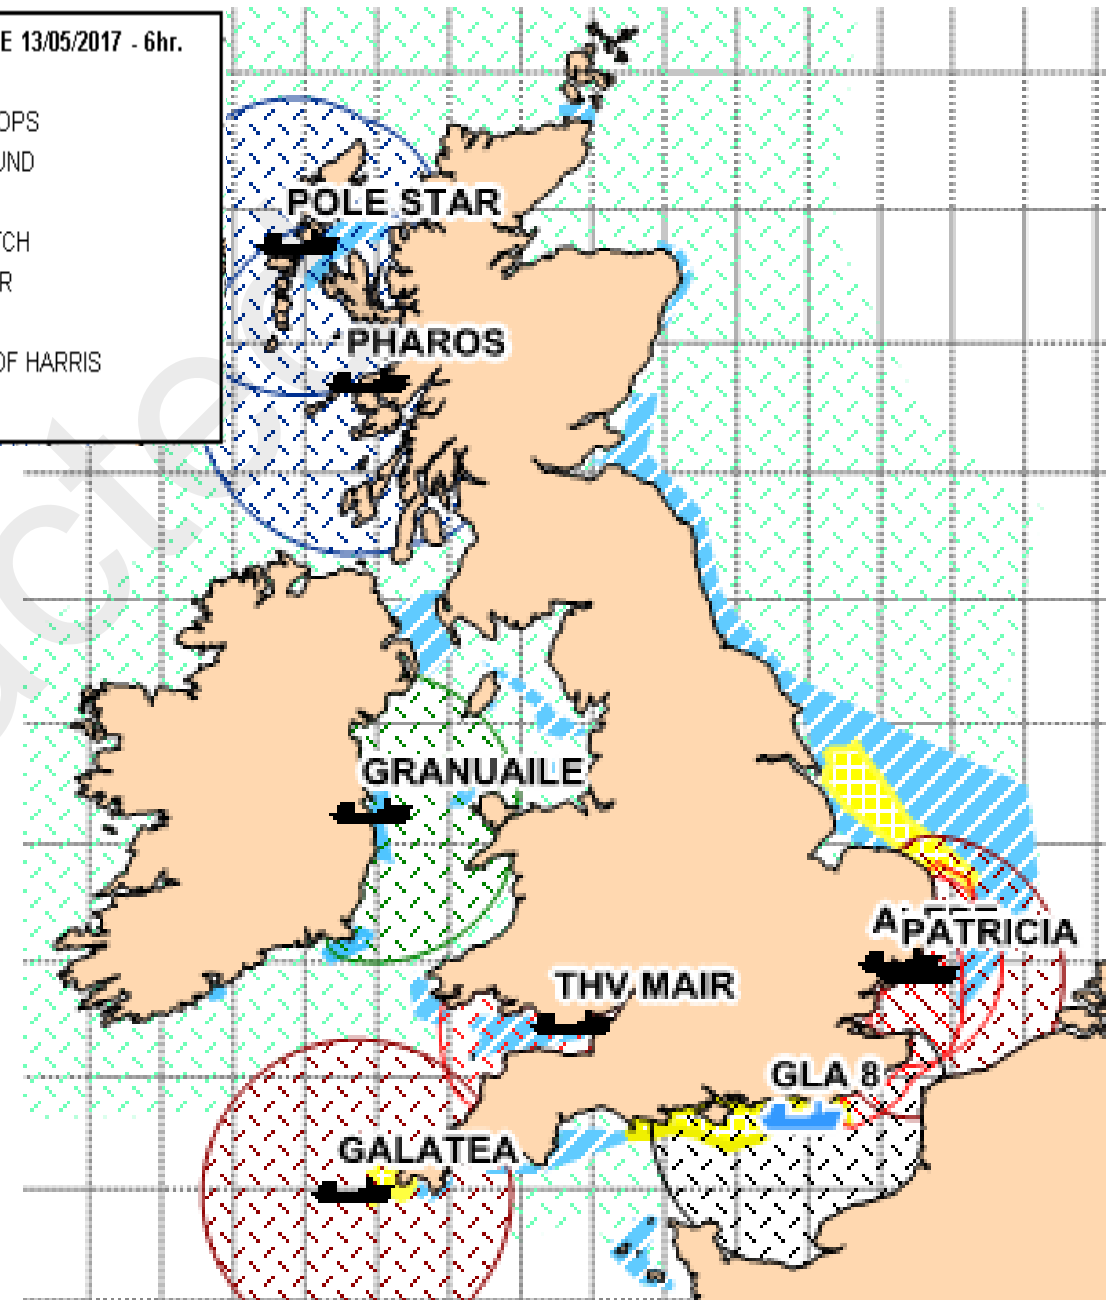 E 13/05/2017 - 6hr.
OPS
UND
TCH
R
OF HARRIS
POLE STAR
PHAROS
GRANUAILE
A
PATRICIA
THV MAIR
GLA 8
GALATEA
cte